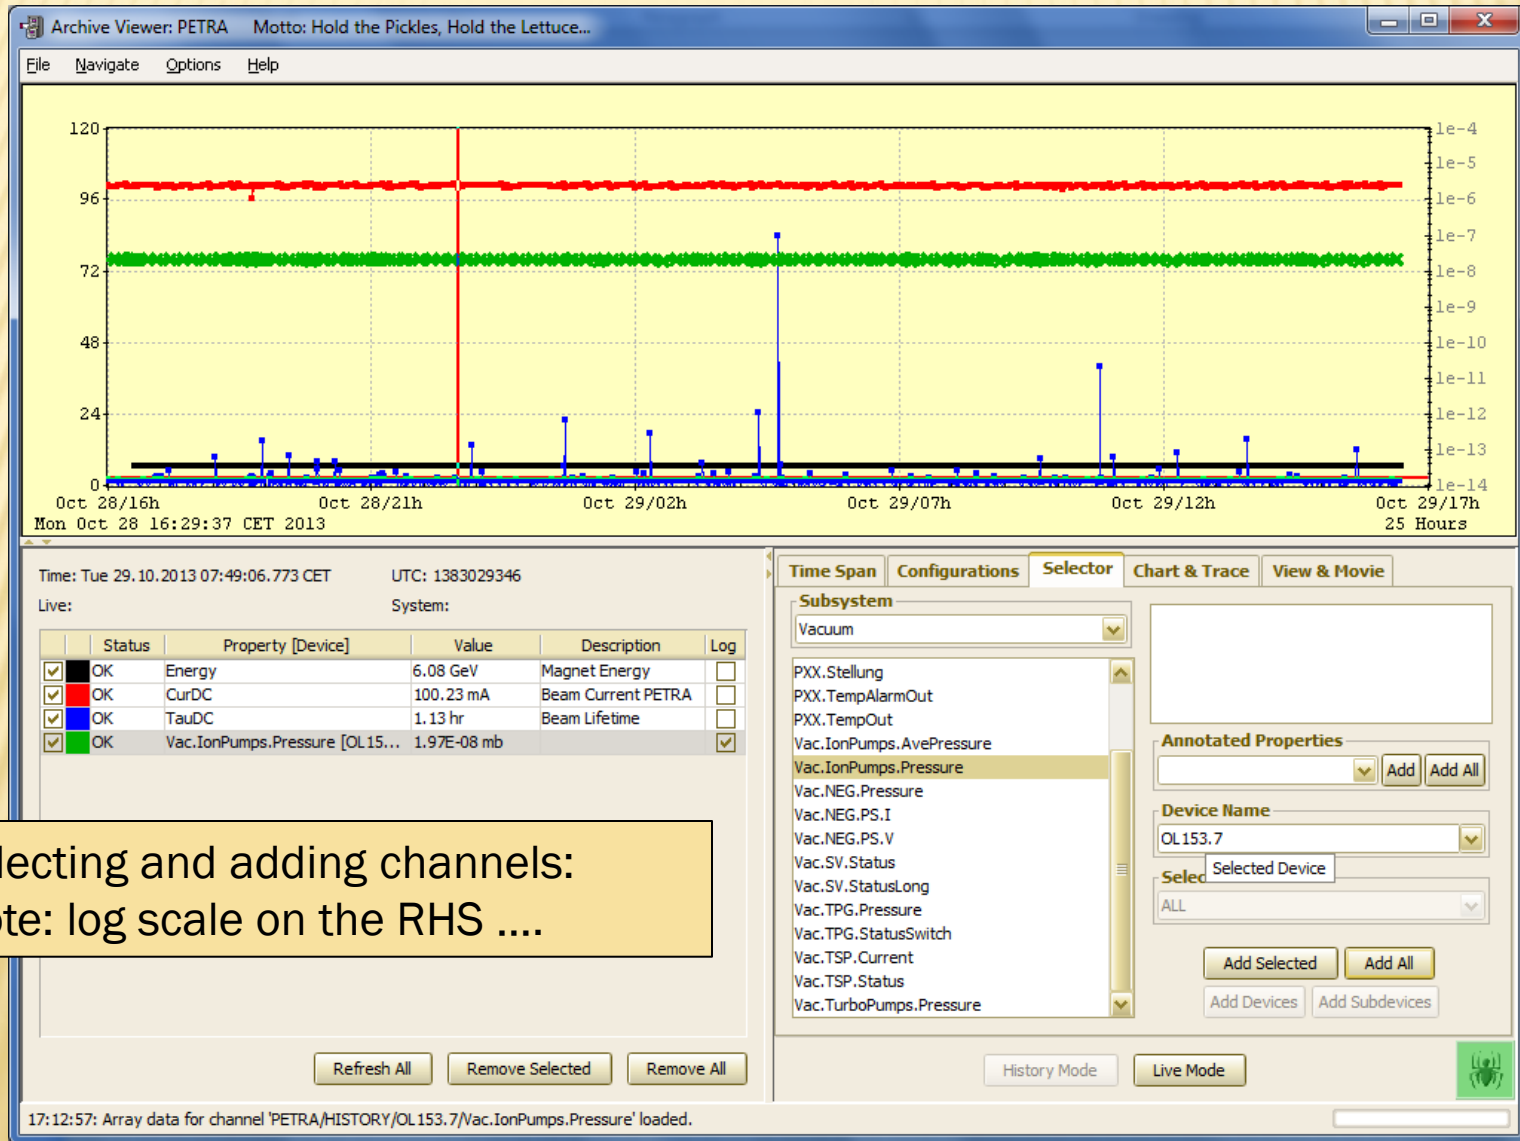 Archive Viewer: PETRA Motto: Hold the Pickles, Hold the Lettuce...
File Navigate Options Help
120
96
72
48
24
0
1e-4
1e-5
1e-6
1e-7
1e-8
1e-9
1e-10
1e-11
1e-12
1e-13
1e-14
Oct 28/16h Oct 28/21h Oct 29/02h Oct 29/07h Oct 29/12h Oct 29/17h
Mon Oct 28 16:29:37 CET 2013 25 Hours
Time: Tue 29.10.2013 07:49:06.773 CET UTC: 1383029346
Live: System:
Status Property [Device] Value Description Log
OK Energy 6.08 GeV Magnet Energy
OK CurDC 100.23 mA Beam Current PETRA
OK TauDC 1.13 hr Beam Lifetime
OK Vac.IonPumps.Pressure [OL15... 1.97E-08 mb
lecting and adding channels:
ote: log scale on the RHS ....
Refresh All Remove Selected Remove All
Time Span Configurations Selector Chart & Trace View & Movie
Subsystem
Vacuum
PXX.Stellung
PXX.TempAlarmOut
PXX.TempOut
Vac.IonPumps.AvePressure
Vac.IonPumps.Pressure
Vac.NEG.Pressure
Vac.NEG.PS.I
Vac.NEG.PS.V
Vac.SV.Status
Vac.SV.StatusLong
Vac.TPG.Pressure
Vac.TPG.StatusSwitch
Vac.TSP.Current
Vac.TSP.Status
Vac.TurboPumps.Pressure
Annotated Properties
Add Add All
Device Name
OL153.7
Selected Device
Selec
ALL
Add Selected Add All
Add Devices Add Subdevices
History Mode Live Mode
17:12:57: Array data for channel 'PETRA/HISTORY/OL153.7/Vac.IonPumps.Pressure' loaded.